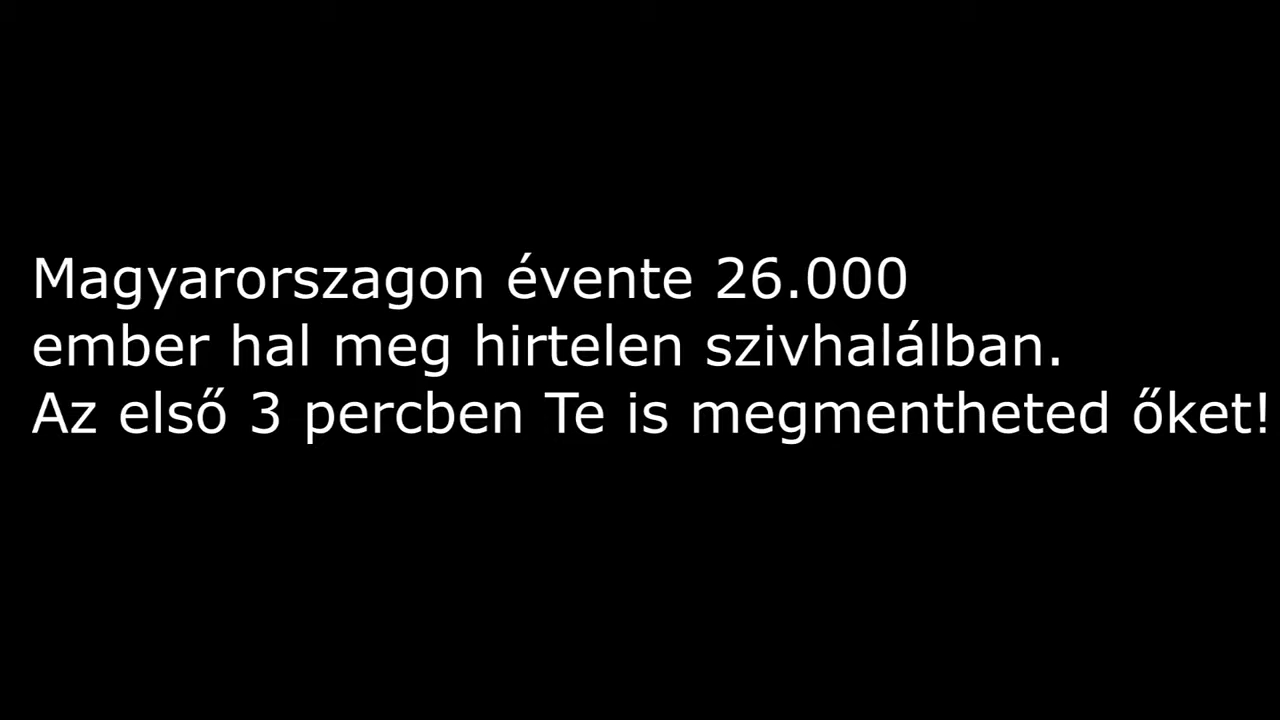 Magyarorszagon évente 26.000
ember hal meg hirtelen szivhalálban.
Az első 3 percben Te is megmentheted őket!